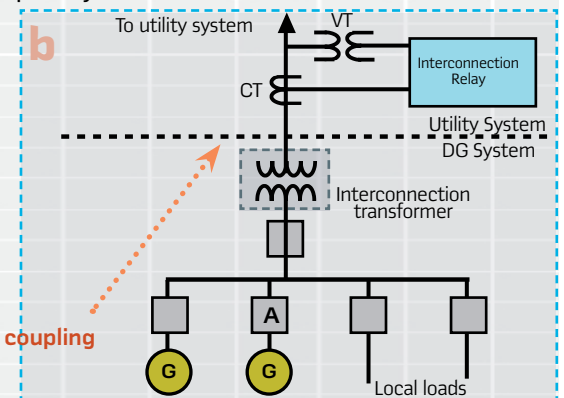 b
To utility system
VT
Interconnection
Relay
CT
Utility System
DG System
Interconnection
transformer
A
coupling
G
G
Local loads